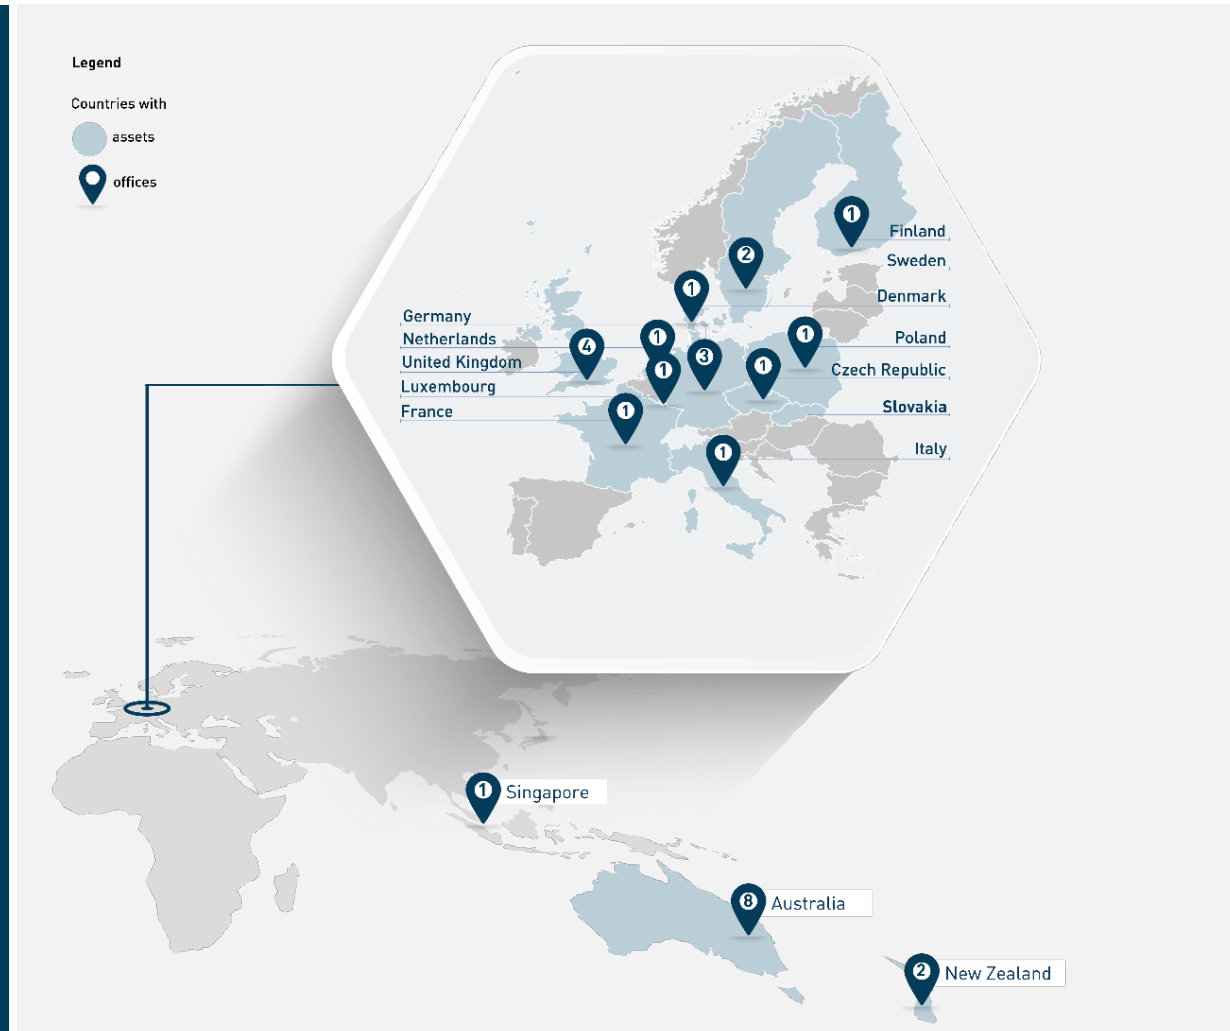 Legend
Countries with
assets
offices
1
Finland
2
Sweden
1
Denmark
Germany
1
1
Poland
Netherlands
4
3
United Kingdom
1
1
Czech Republic
Luxembourg
1
Slovakia
France
1
Italy
1
Singapore
8
Australia
2
New Zealand